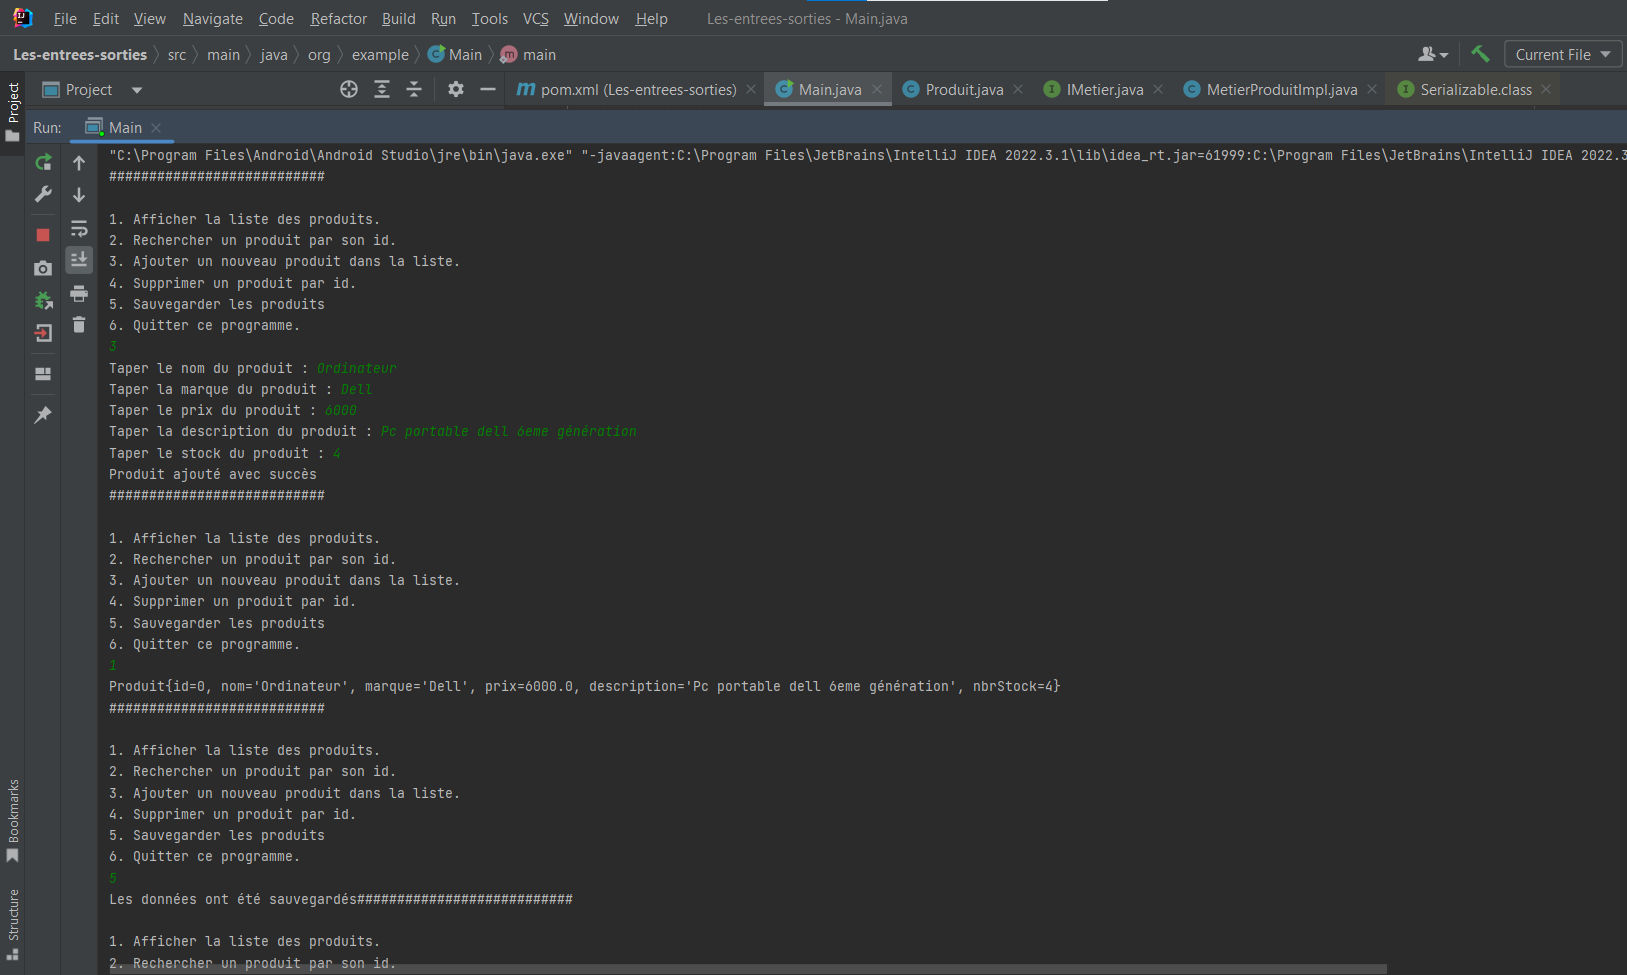 File Edit View Navigate Code Refactor Build Run Tools VCS Window Help Les-entrees-sorties - Main.java
Les-entrees-sorties src main java org example Main main Current File
Project pom.xml (Les-entrees-sorties) Main.java Produit.java IMetier.java MetierProduitImpl.java Serializable.class
Project
Run: Main
"C:\Program Files\Android\Android Studio\jre\bin\java.exe" "-javaagent:C:\Program Files\JetBrains\IntelliJ IDEA 2022.3.1\lib\idea_rt.jar=61999:C:\Program Files\JetBrains\IntelliJ IDEA 2022.3
###########################
1. Afficher la liste des produits.
2. Rechercher un produit par son id.
3. Ajouter un nouveau produit dans la liste.
4. Supprimer un produit par id.
5. Sauvegarder les produits
6. Quitter ce programme.
3
Taper le nom du produit : Ordinateur
Taper la marque du produit : Dell
Taper le prix du produit : 6000
Taper la description du produit : Pc portable dell 6eme génération
Taper le stock du produit : 4
Produit ajouté avec succès
###########################
1. Afficher la liste des produits.
2. Rechercher un produit par son id.
3. Ajouter un nouveau produit dans la liste.
4. Supprimer un produit par id.
5. Sauvegarder les produits
6. Quitter ce programme.
1
Produit{id=0, nom='Ordinateur', marque='Dell', prix=6000.0, description='Pc portable dell 6eme génération', nbrStock=4}
###########################
1. Afficher la liste des produits.
2. Rechercher un produit par son id.
3. Ajouter un nouveau produit dans la liste.
4. Supprimer un produit par id.
5. Sauvegarder les produits
6. Quitter ce programme.
5
Les données ont été sauvegardés###########################
1. Afficher la liste des produits.
2. Rechercher un produit par son id.
Bookmarks
Structure